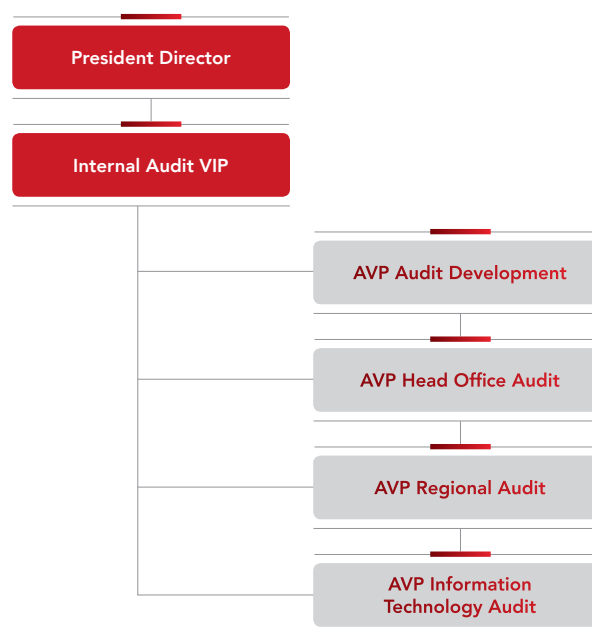 President Director
Internal Audit VIP
AVP Audit Development
AVP Head Office Audit
AVP Regional Audit
AVP Information
Technology Audit